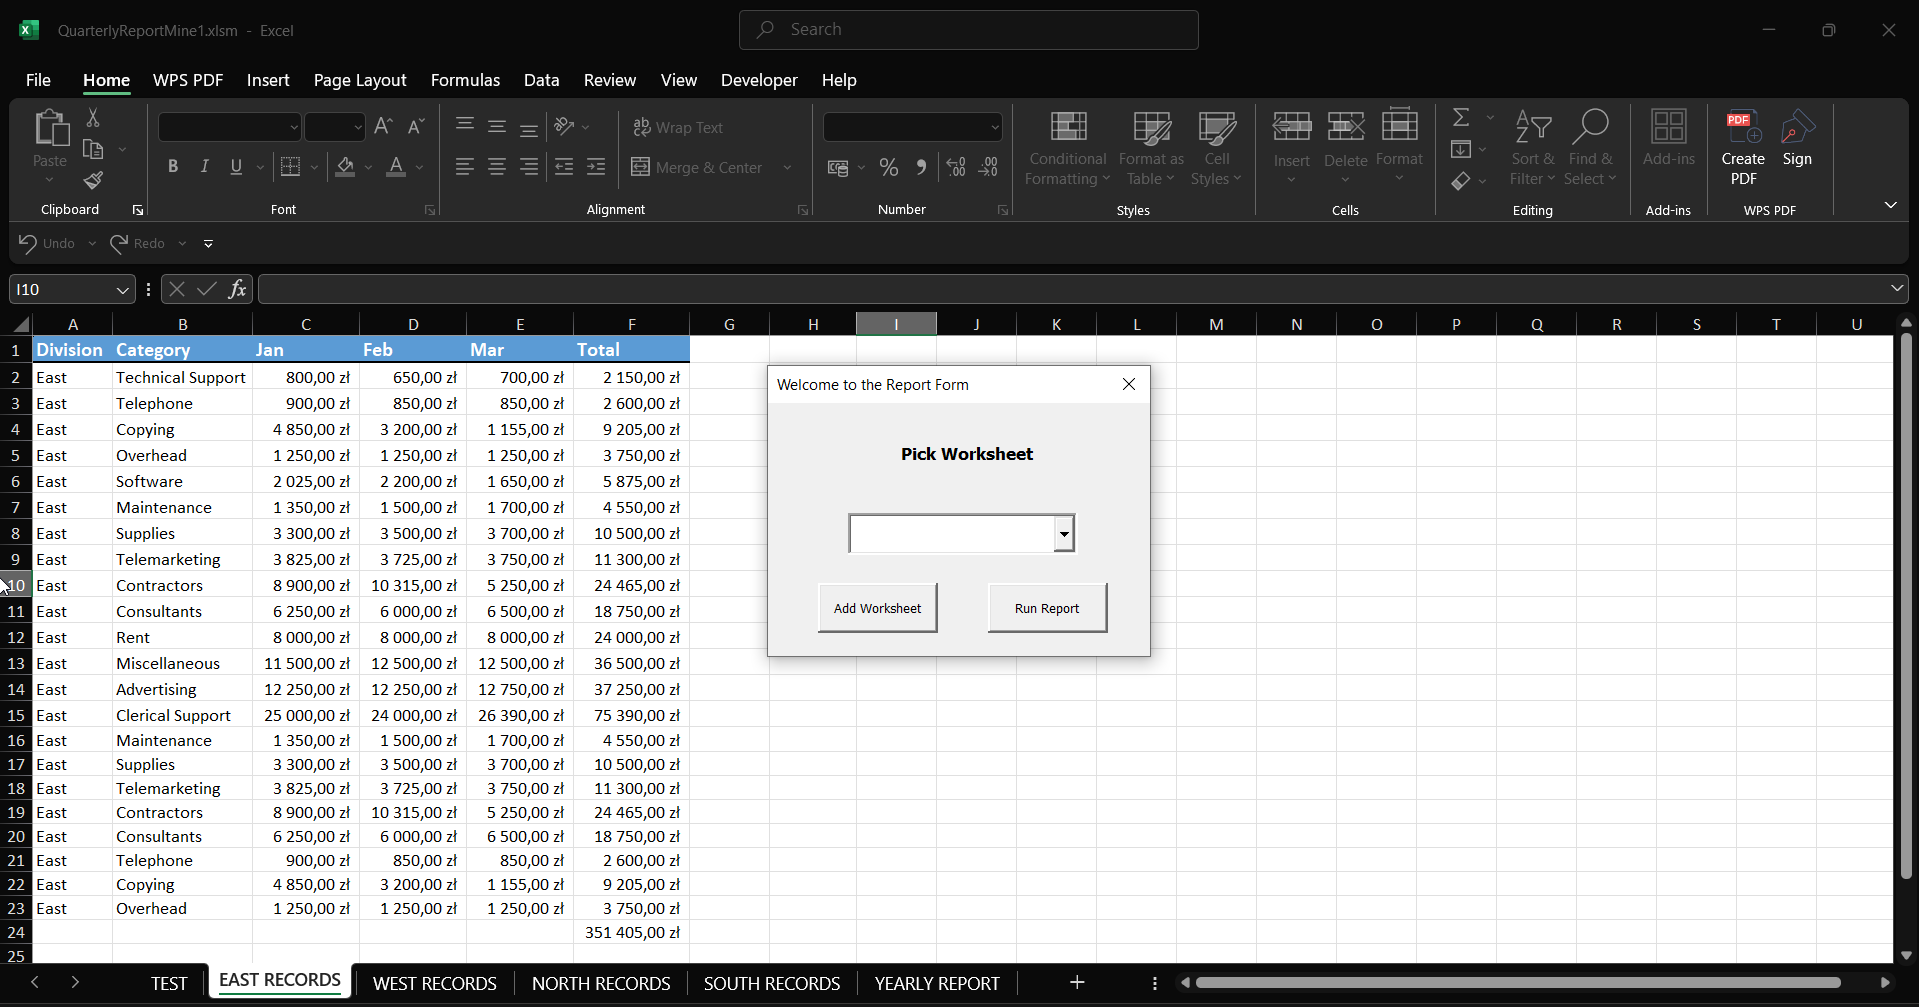 QuarterlyReportMine1.xlsm - Excel
Search
File Home WPS PDF Insert Page Layout Formulas Data Review View Developer Help
Paste
Clipboard
A A
B I U A
Font
ab Wrap Text
Merge & Center
Alignment
% 9 ,00 ,00
Number
Conditional Formatting
Format as Table
Cell Styles
Styles
Insert Delete Format
Cells
Sort & Filter
Find & Select
Editing
Add-ins
Add-ins
PDF
Create PDF
Sign
WPS PDF
Undo Redo
I10 fx
A B C D E F G H I J K L M N O P Q R S T U
1 Division Category Jan Feb Mar Total
2 East Technical Support 800,00 zł 650,00 zł 700,00 zł 2 150,00 zł
3 East Telephone 900,00 zł 850,00 zł 850,00 zł 2 600,00 zł
4 East Copying 4 850,00 zł 3 200,00 zł 1 155,00 zł 9 205,00 zł
5 East Overhead 1 250,00 zł 1 250,00 zł 1 250,00 zł 3 750,00 zł
6 East Software 2 025,00 zł 2 200,00 zł 1 650,00 zł 5 875,00 zł
7 East Maintenance 1 350,00 zł 1 500,00 zł 1 700,00 zł 4 550,00 zł
8 East Supplies 3 300,00 zł 3 500,00 zł 3 700,00 zł 10 500,00 zł
9 East Telemarketing 3 825,00 zł 3 725,00 zł 3 750,00 zł 11 300,00 zł
10 East Contractors 8 900,00 zł 10 315,00 zł 5 250,00 zł 24 465,00 zł
11 East Consultants 6 250,00 zł 6 000,00 zł 6 500,00 zł 18 750,00 zł
12 East Rent 8 000,00 zł 8 000,00 zł 8 000,00 zł 24 000,00 zł
13 East Miscellaneous 11 500,00 zł 12 500,00 zł 12 500,00 zł 36 500,00 zł
14 East Advertising 12 250,00 zł 12 250,00 zł 12 750,00 zł 37 250,00 zł
15 East Clerical Support 25 000,00 zł 24 000,00 zł 26 390,00 zł 75 390,00 zł
16 East Maintenance 1 350,00 zł 1 500,00 zł 1 700,00 zł 4 550,00 zł
17 East Supplies 3 300,00 zł 3 500,00 zł 3 700,00 zł 10 500,00 zł
18 East Telemarketing 3 825,00 zł 3 725,00 zł 3 750,00 zł 11 300,00 zł
19 East Contractors 8 900,00 zł 10 315,00 zł 5 250,00 zł 24 465,00 zł
20 East Consultants 6 250,00 zł 6 000,00 zł 6 500,00 zł 18 750,00 zł
21 East Telephone 900,00 zł 850,00 zł 850,00 zł 2 600,00 zł
22 East Copying 4 850,00 zł 3 200,00 zł 1 155,00 zł 9 205,00 zł
23 East Overhead 1 250,00 zł 1 250,00 zł 1 250,00 zł 3 750,00 zł
24 351 405,00 zł
25
Welcome to the Report Form
Pick Worksheet
Add Worksheet Run Report
TEST EAST RECORDS WEST RECORDS NORTH RECORDS SOUTH RECORDS YEARLY REPORT